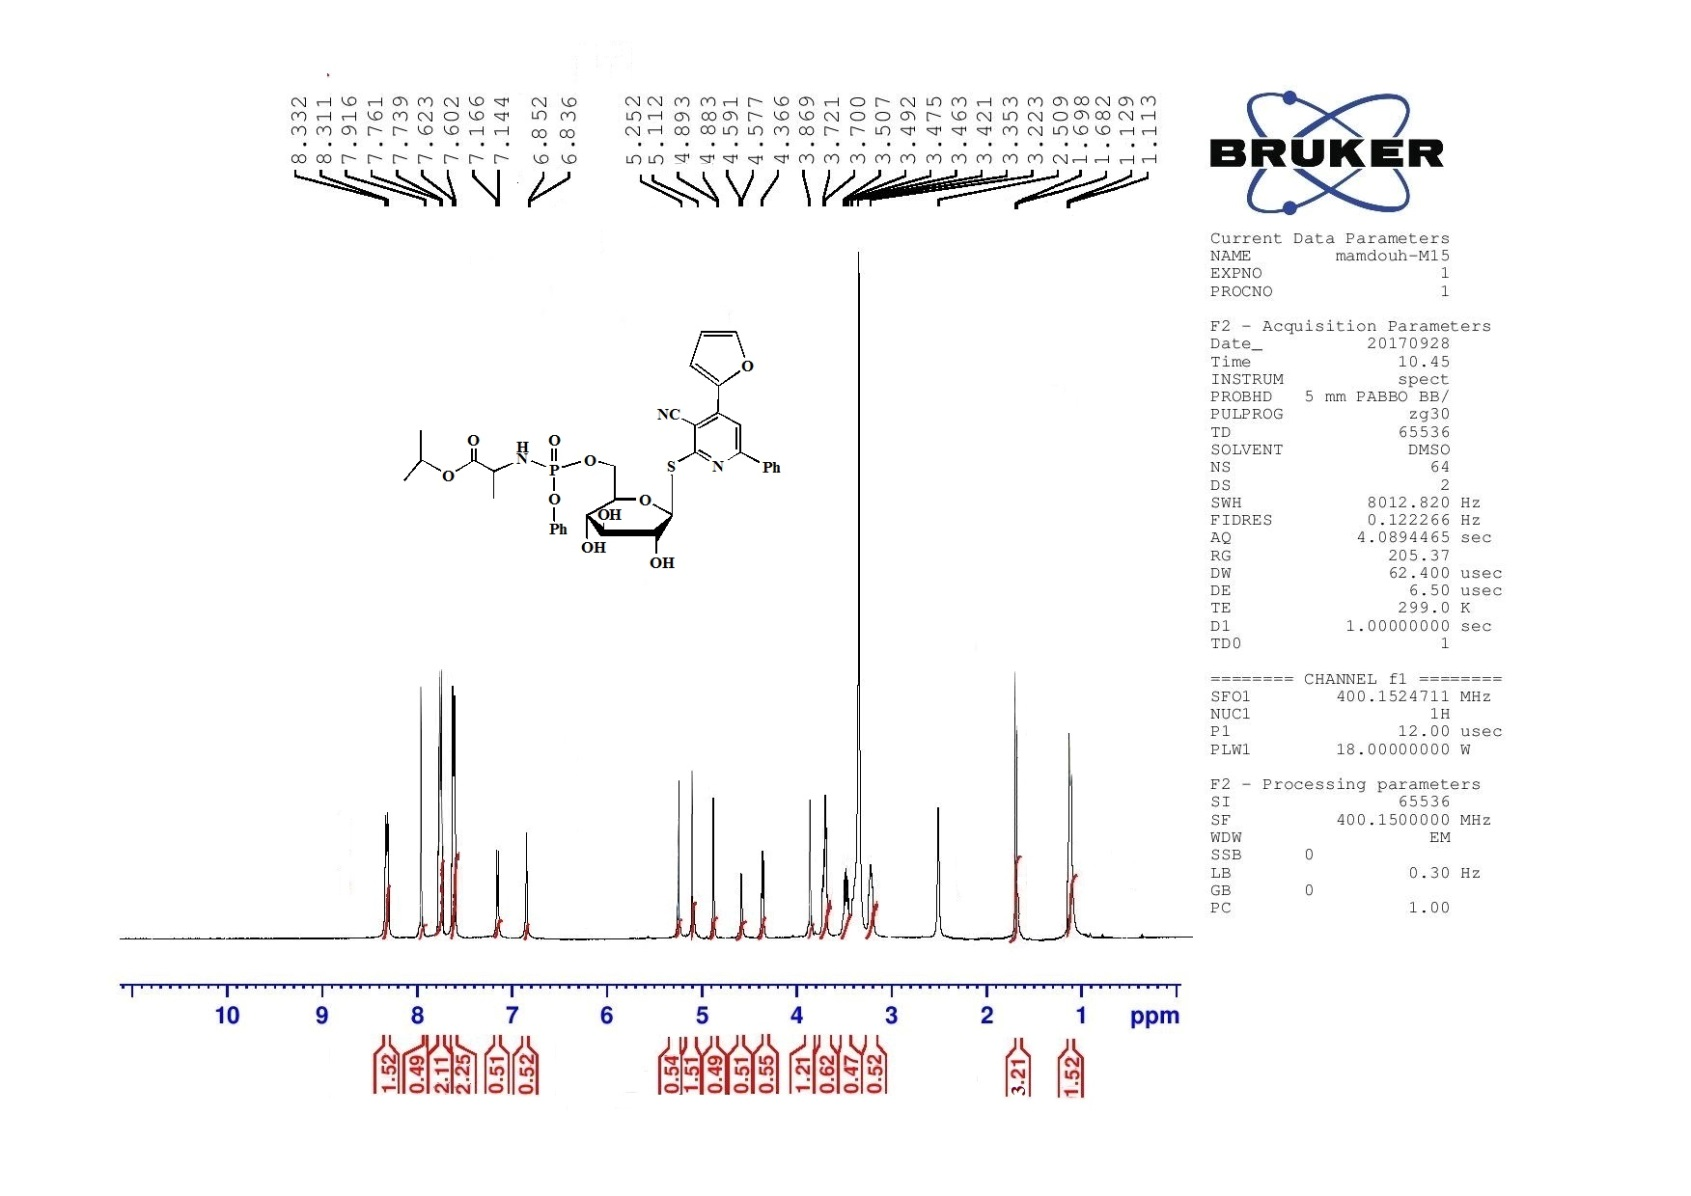 8.332
8.311
7.916
7.761
7.739
7.623
7.602
7.166
7.144
6.852
6.836
5.252
5.112
4.893
4.883
4.591
4.577
4.366
3.869
3.721
3.700
3.507
3.492
3.475
3.463
3.421
3.353
3.223
2.509
1.698
1.682
1.129
1.113
BRUKER
Current Data Parameters
NAME mamdouh-M15
EXPNO 1
PROCNO 1
F2 - Acquisition Parameters
Date_ 20170928
Time 10.45
INSTRUM spect
PROBHD 5 mm PABBO BB/
PULPROG zg30
TD 65536
SOLVENT DMSO
NS 64
DS 2
SWH 8012.820 Hz
FIDRES 0.122266 Hz
AQ 4.0894465 sec
RG 205.37
DW 62.400 usec
DE 6.50 usec
TE 299.0 K
D1 1.00000000 sec
TD0 1
======== CHANNEL f1 ========
SFO1 400.1524711 MHz
NUC1 1H
P1 12.00 usec
PLW1 18.00000000 W
F2 - Processing parameters
SI 65536
SF 400.1500000 MHz
WDW EM
SSB 0
LB 0.30 Hz
GB 0
PC 1.00
O
NC
O H O
N P O S N Ph
O O O
Ph OH
OH
OH
10 9 8 7 6 5 4 3 2 1 ppm
1.52
0.49
2.11
2.25
0.51
0.52
0.54
1.51
0.49
0.51
0.55
1.21
0.62
0.47
0.52
3.21
1.52